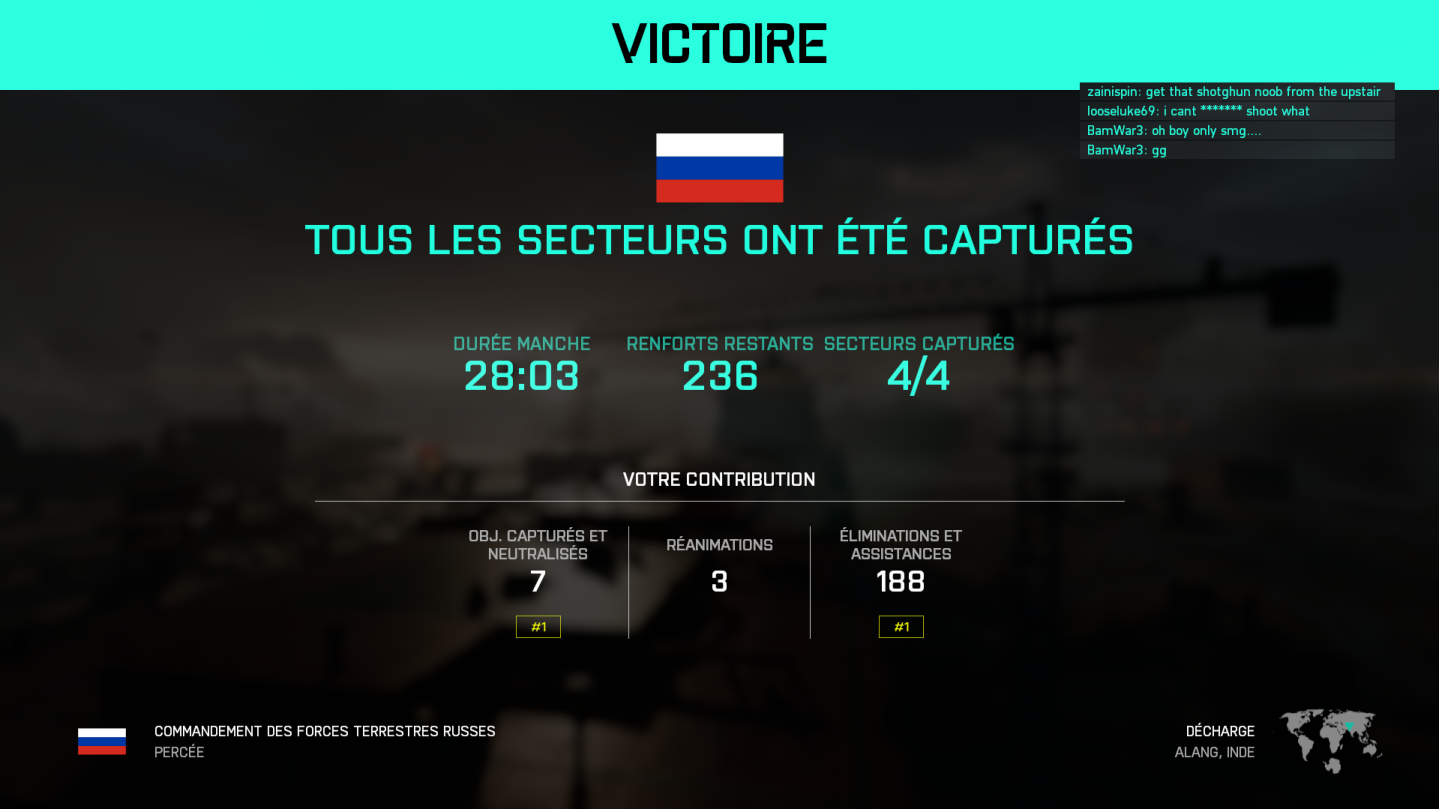 VICTOIRE
zainispin: get that shotghun noob from the upstair
looseluke69: i cant ******* shoot what
BamWar3: oh boy only smg....
BamWar3: gg
TOUS LES SECTEURS ONT ÉTÉ CAPTURÉS
DURÉE MANCHE
28:03
RENFORTS RESTANTS
236
SECTEURS CAPTURÉS
4/4
VOTRE CONTRIBUTION
OBJ. CAPTURÉS ET
NEUTRALISÉS
7
#1
RÉANIMATIONS
3
ÉLIMINATIONS ET
ASSISTANCES
188
#1
COMMANDEMENT DES FORCES TERRESTRES RUSSES
PERCÉE
DÉCHARGE
ALANG, INDE